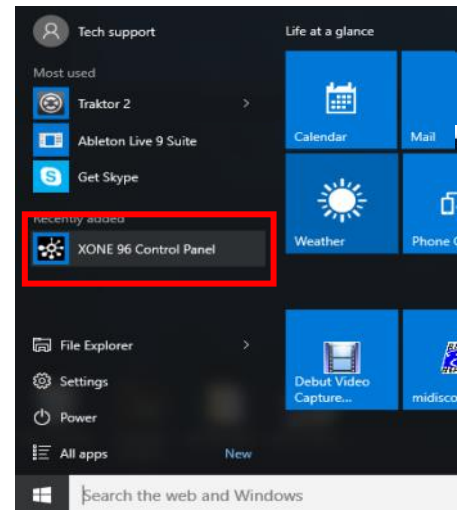 Tech support
Most used
Traktor 2
Ableton Live 9 Suite
Get Skype
Recently added
XONE 96 Control Panel
File Explorer
Settings
Power
All apps
New
Life at a glance
Calendar
Mail
Weather
Phone
Debut Video
Capture...
midisco
Search the web and Windows